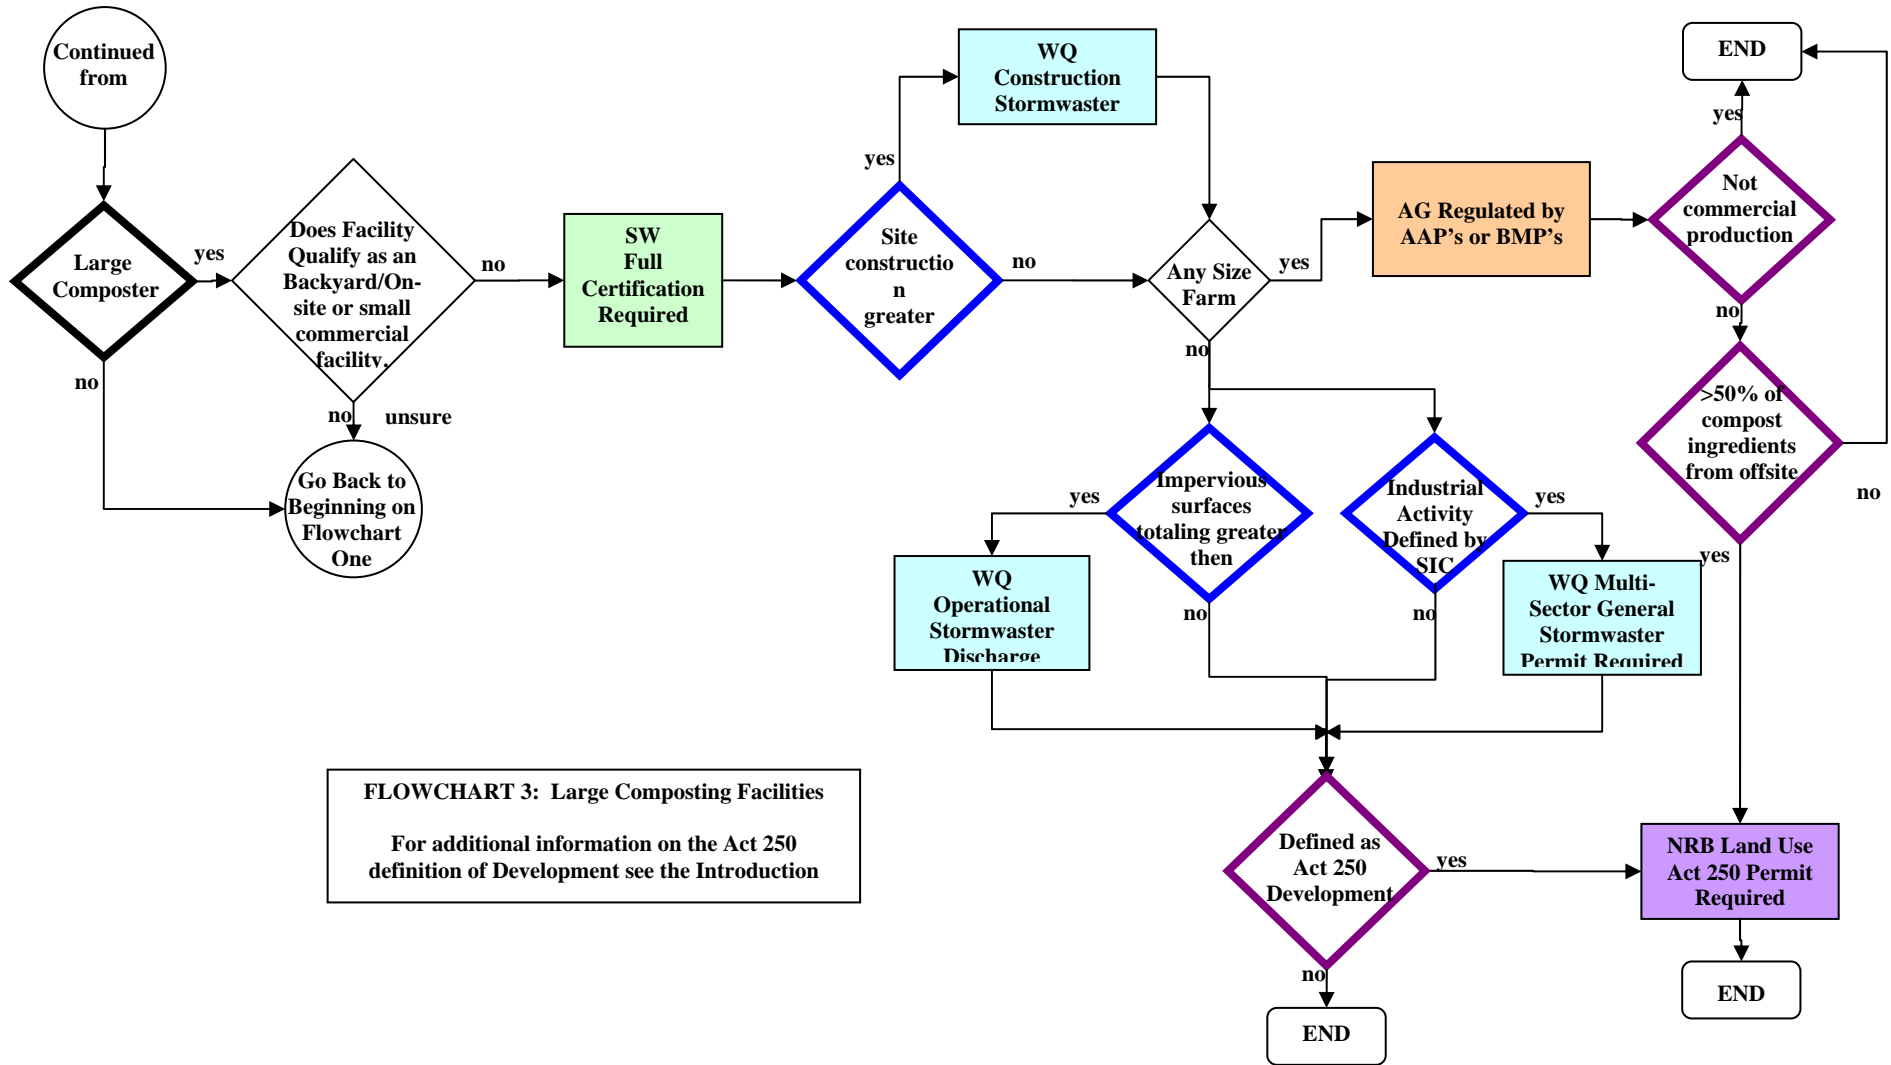 Continued
from
Large
Composter
yes
no
Does Facility
Qualify as an
Backyard/On-
site or small
commercial
facility.
no
no
unsure
Go Back to
Beginning on
Flowchart
One
SW
Full
Certification
Required
Site
constructio
n
greater
yes
no
WQ
Construction
Stormwaster
Any Size
Farm
yes
no
AG Regulated by
AAP's or BMP's
Not
commercial
production
yes
no
END
>50% of
compost
ingredients
from offsite
no
yes
Impervious
surfaces
totaling greater
then
yes
no
WQ
Operational
Stormwaster
Discharge
Industrial
Activity
Defined by
SIC
yes
no
WQ Multi-
Sector General
Stormwaster
Permit Required
Defined as
Act 250
Development
yes
no
NRB Land Use
Act 250 Permit
Required
END
END
FLOWCHART 3: Large Composting Facilities
For additional information on the Act 250
definition of Development see the Introduction